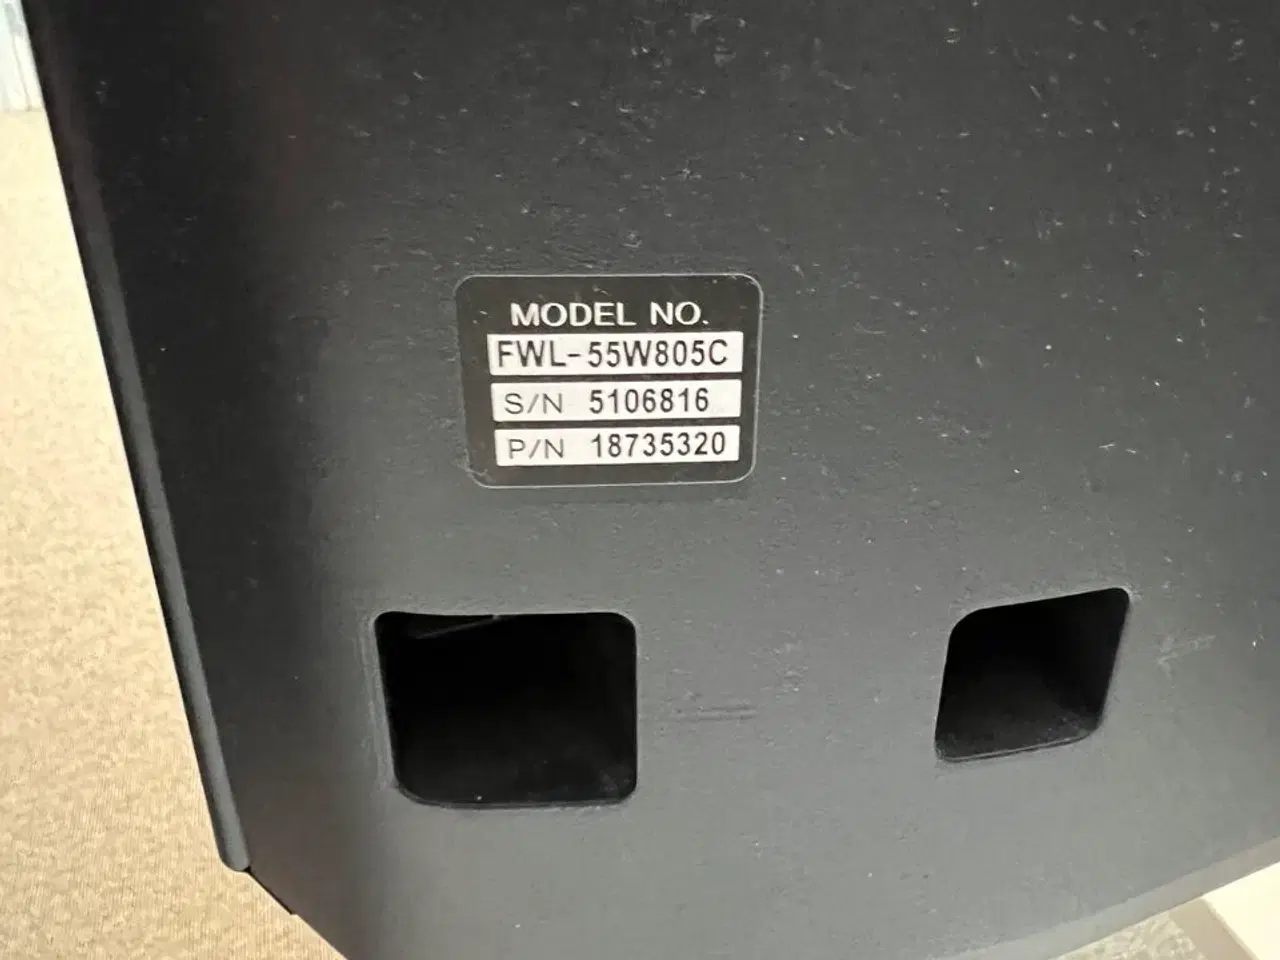 MODEL NO.
FWL-55W805C
S/N 5106816
P/N 18735320